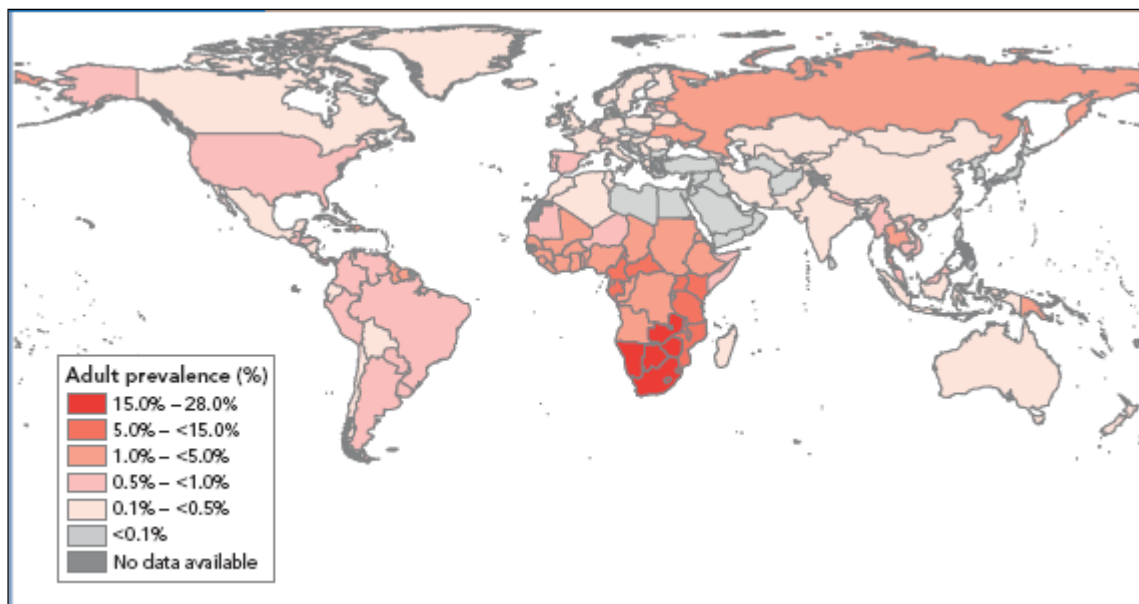 Adult prevalence (%)
15.0% – 28.0%
5.0% – <15.0%
1.0% – <5.0%
0.5% – <1.0%
0.1% – <0.5%
<0.1%
No data available